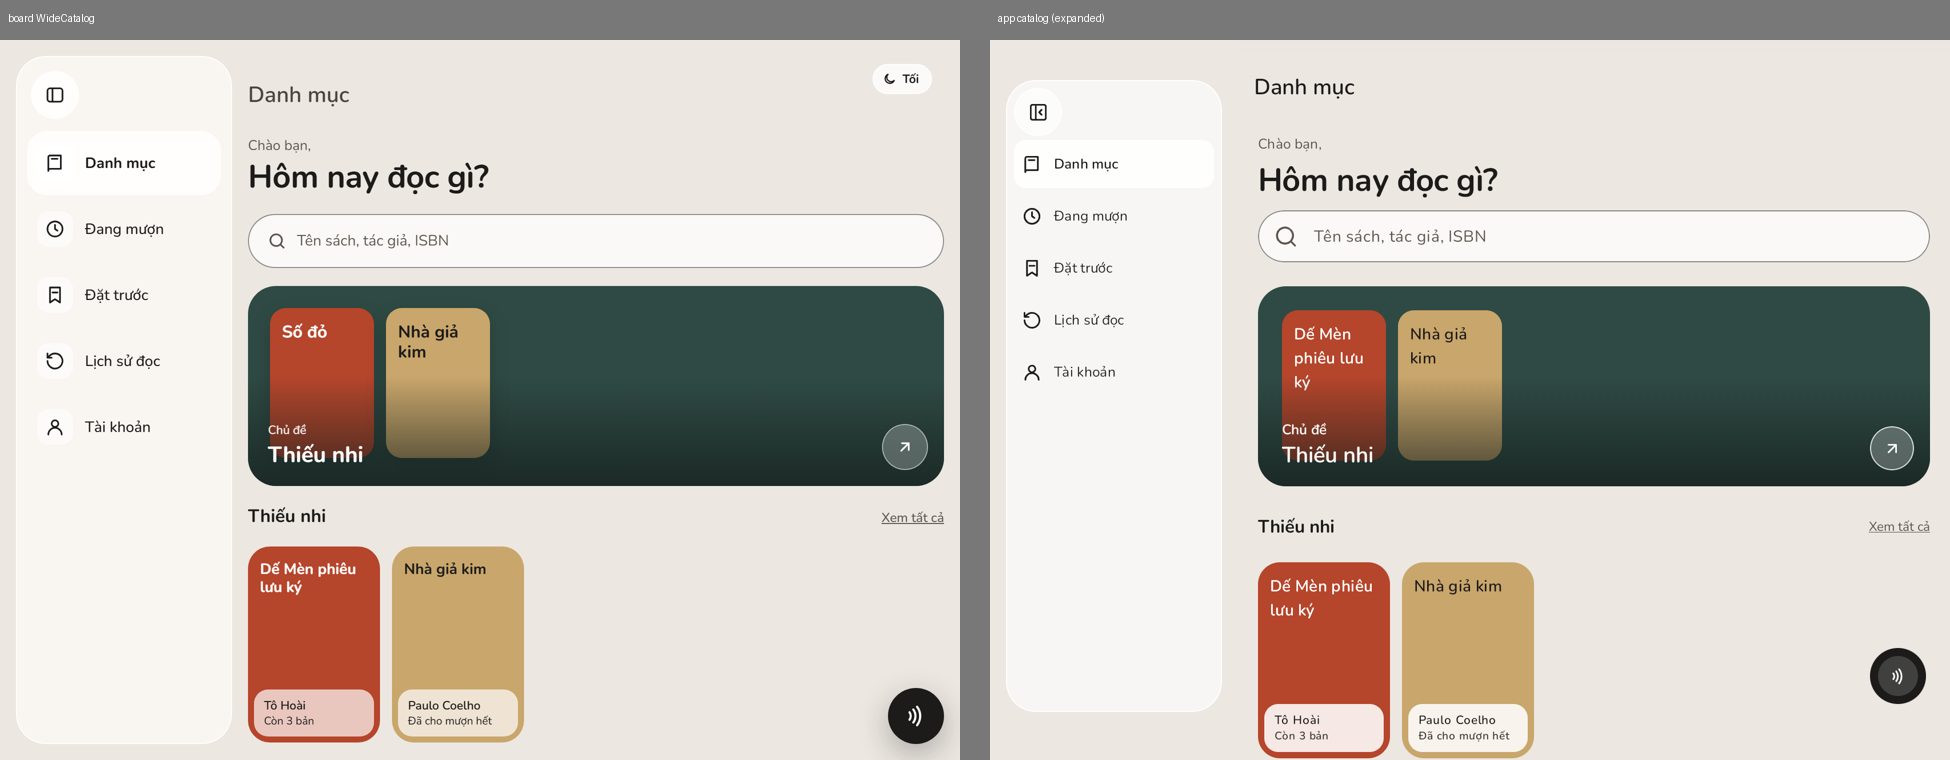 board WideCatalog
Danh mục
Đang mượn
Đặt trước
Lịch sử đọc
Tài khoản
Danh mục
Tối
Chào bạn,
Hôm nay đọc gì?
Tên sách, tác giả, ISBN
Số đỏ
Nhà giả
kim
Chủ đề
Thiếu nhi
Thiếu nhi
Xem tất cả
Dế Mèn phiêu
lưu ký
Tô Hoài
Còn 3 bản
Nhà giả kim
Paulo Coelho
Đã cho mượn hết
app catalog (expanded)
Danh mục
Đang mượn
Đặt trước
Lịch sử đọc
Tài khoản
Danh mục
Chào bạn,
Hôm nay đọc gì?
Tên sách, tác giả, ISBN
Dế Mèn
phiêu lưu
ký
Nhà giả
kim
Chủ đề
Thiếu nhi
Thiếu nhi
Xem tất cả
Dế Mèn phiêu
lưu ký
Tô Hoài
Còn 3 bản
Nhà giả kim
Paulo Coelho
Đã cho mượn hết